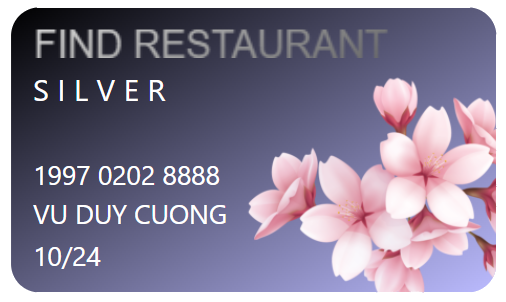 FIND RESTAURANT
SILVER
1997 0202 8888
VU DUY CUONG
10/24